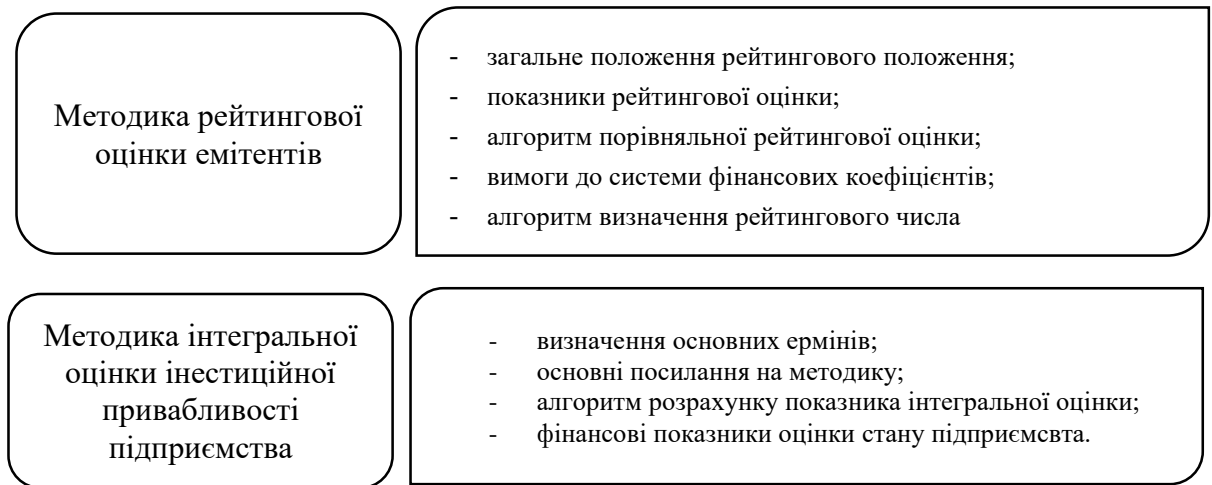 Методика рейтингової
оцінки емітентів
- загальне положення рейтингового положення;
- показники рейтингової оцінки;
- алгоритм порівняльної рейтингової оцінки;
- вимоги до системи фінансових коефіцієнтів;
- алгоритм визначення рейтингового числа
Методика інтегральної
оцінки інестиційної
привабливості
підприємства
- визначення основних ермінів;
- основні посилання на методику;
- алгоритм розрахунку показника інтегральної оцінки;
- фінансові показники оцінки стану підприємсвта.